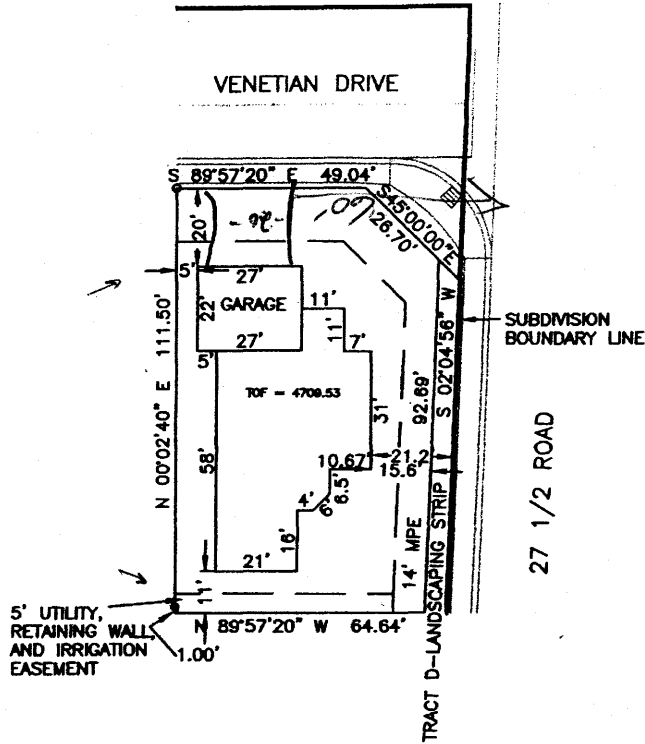 VENETIAN DRIVE
S 89°57'20" E 49.04'
S45°00'00"E
26.70'
20'
5'
27'
GARAGE
22'
11'
11'
27'
7'
5'
SUBDIVISION
BOUNDARY LINE
N 00°02'40" E 111.50'
TOF = 4709.53
31'
92.69'
S 02°04'56" W
58'
10.67'
21.2
15.6'
6.5'
4'
6'
16'
21'
11'
14' MPE
27 1/2 ROAD
TRACT D-LANDSCAPING STRIP
5' UTILITY,
RETAINING WALL,
AND IRRIGATION
EASEMENT
1.00'
N 89°57'20" W 64.64'